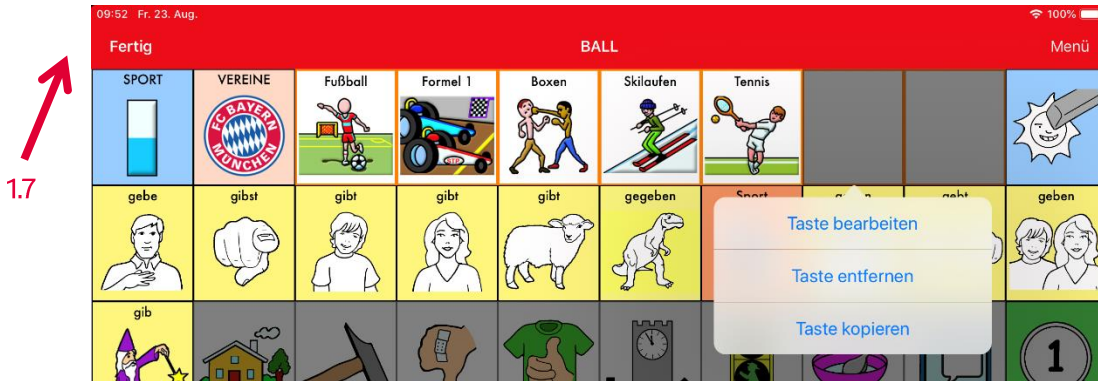 09:52 Fr. 23. Aug.
100%
Fertig
BALL
Menü
SPORT
VEREINE
Fußball
Formel 1
Boxen
Skilaufen
Tennis
FC BAYERN
MÜNCHEN
1.7
gebe
gibst
gibt
gibt
gibt
gegeben
Sport
geben
Taste bearbeiten
Taste entfernen
Taste kopieren
gib
1